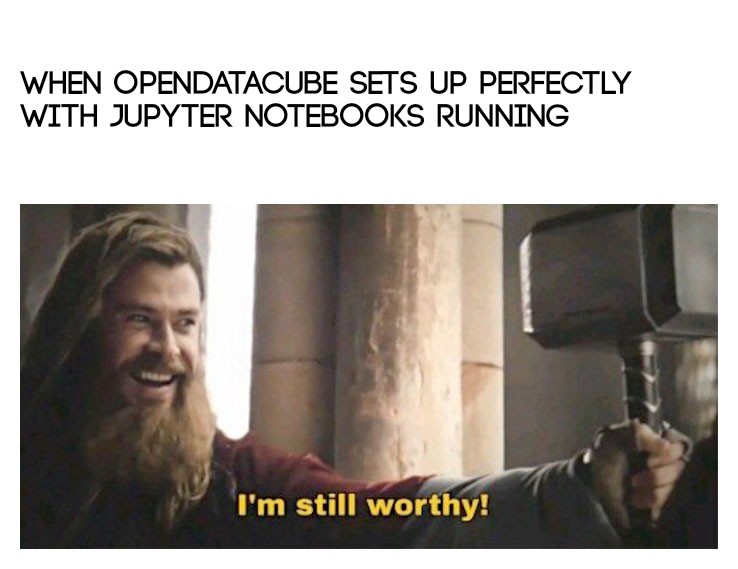 WHEN OPENDATACUBE SETS UP PERFECTLY
WITH JUPYTER NOTEBOOKS RUNNING
I'm still worthy!